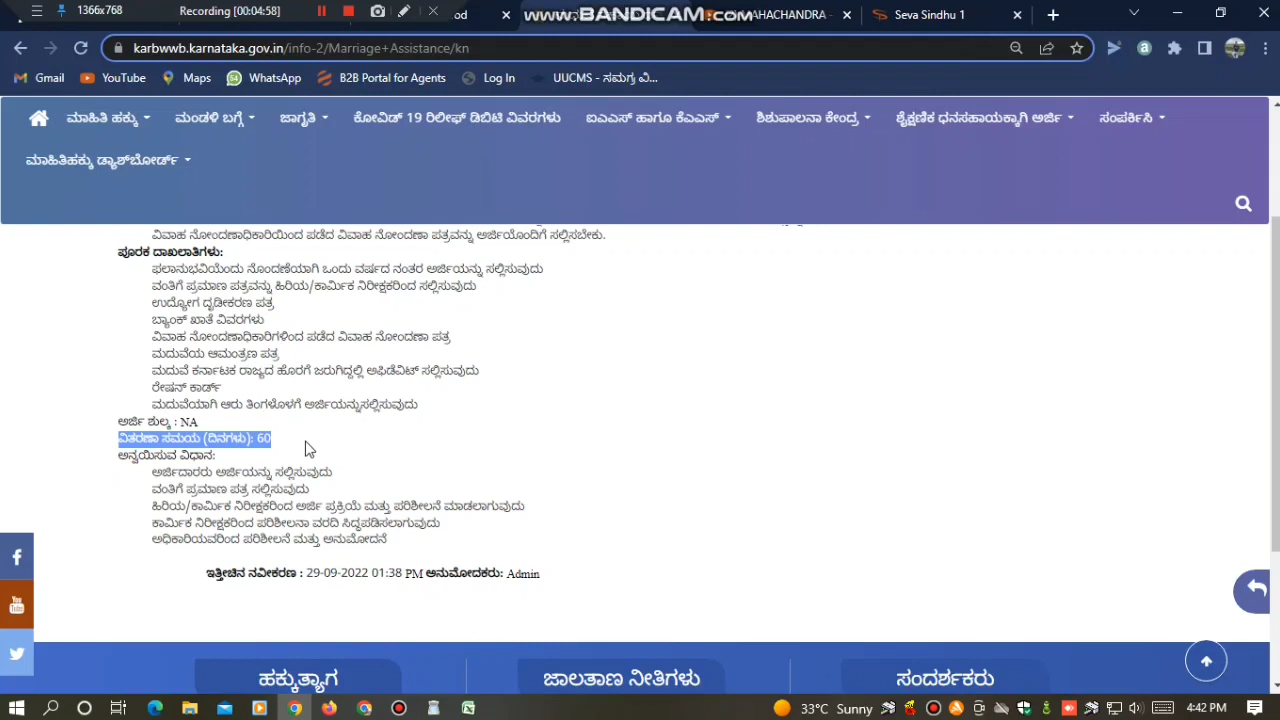 1366x768
Recording [00:04:58]
od
WWW.BANDICAM.COM
AHACHANDRA -
Seva Sindhu 1
karbwwb.karnataka.gov.in/info-2/Marriage+Assistance/kn
Gmail
YouTube
Maps
WhatsApp
B2B Portal for Agents
Log In
UUCMS - ಸಮಗ್ರ ವಿ...
ಮಾಹಿತಿ ಹಕ್ಕು
ಮಂಡಳಿ ಬಗ್ಗೆ
ಜಾಗೃತಿ
ಕೋವಿಡ್ 19 ರಿಲೀಫ್ ಡಿಬಿಟಿ ವಿವರಗಳು
ಐಎಎಸ್ ಹಾಗೂ ಕೆಎಎಸ್
ಶಿಶುಪಾಲನಾ ಕೇಂದ್ರ
ಶೈಕ್ಷಣಿಕ ಧನಸಹಾಯಕ್ಕಾಗಿ ಅರ್ಜಿ
ಸಂಪರ್ಕಿಸಿ
ಮಾಹಿತಿಹಕ್ಕು ಡ್ಯಾಶ್‌ಬೋರ್ಡ್
ವಿವಾಹ ನೋಂದಣಾಧಿಕಾರಿಯಿಂದ ಪಡೆದ ವಿವಾಹ ನೋಂದಣಾ ಪತ್ರವನ್ನು ಅರ್ಜಿಯೊಂದಿಗೆ ಸಲ್ಲಿಸಬೇಕು.
ಪೂರಕ ದಾಖಲಾತಿಗಳು:
ಫಲಾನುಭವಿಯೆಂದು ನೊಂದಣೆಯಾಗಿ ಒಂದು ವರ್ಷದ ನಂತರ ಅರ್ಜಿಯನ್ನು ಸಲ್ಲಿಸುವುದು
ವಂತಿಗೆ ಪ್ರಮಾಣ ಪತ್ರವನ್ನು ಹಿರಿಯ/ಕಾರ್ಮಿಕ ನಿರೀಕ್ಷಕರಿಂದ ಸಲ್ಲಿಸುವುದು
ಉದ್ಯೋಗ ದೃಡೀಕರಣ ಪತ್ರ
ಬ್ಯಾಂಕ್ ಖಾತೆ ವಿವರಗಳು
ವಿವಾಹ ನೋಂದಣಾಧಿಕಾರಿಗಳಿಂದ ಪಡೆದ ವಿವಾಹ ನೋಂದಣಾ ಪತ್ರ
ಮದುವೆಯ ಆಮಂತ್ರಣ ಪತ್ರ
ಮದುವೆ ಕರ್ನಾಟಕ ರಾಜ್ಯದ ಹೊರಗೆ ಜರುಗಿದ್ದಲ್ಲಿ ಅಫಿಡೆವಿಟ್ ಸಲ್ಲಿಸುವುದು
ರೇಷನ್ ಕಾರ್ಡ್
ಮದುವೆಯಾಗಿ ಆರು ತಿಂಗಳೊಳಗೆ ಅರ್ಜಿಯನ್ನುಸಲ್ಲಿಸುವುದು
ಅರ್ಜಿ ಶುಲ್ಕ : NA
ವಿತರಣಾ ಸಮಯ (ದಿನಗಳು): 60
ಅನ್ವಯಿಸುವ ವಿಧಾನ:
ಅರ್ಜಿದಾರರು ಅರ್ಜಿಯನ್ನು ಸಲ್ಲಿಸುವುದು
ವಂತಿಗೆ ಪ್ರಮಾಣ ಪತ್ರ ಸಲ್ಲಿಸುವುದು
ಹಿರಿಯ/ಕಾರ್ಮಿಕ ನಿರೀಕ್ಷಕರಿಂದ ಅರ್ಜಿ ಪ್ರಕ್ರಿಯೆ ಮತ್ತು ಪರಿಶೀಲನೆ ಮಾಡಲಾಗುವುದು
ಕಾರ್ಮಿಕ ನಿರೀಕ್ಷಕರಿಂದ ಪರಿಶೀಲನಾ ವರದಿ ಸಿದ್ಧಪಡಿಸಲಾಗುವುದು
ಅಧಿಕಾರಿಯವರಿಂದ ಪರಿಶೀಲನೆ ಮತ್ತು ಅನುಮೋದನೆ
ಇತ್ತೀಚಿನ ನವೀಕರಣ : 29-09-2022 01:38 PM ಅನುಮೋದಕರು: Admin
ಹಕ್ಕುತ್ಯಾಗ
ಜಾಲತಾಣ ನೀತಿಗಳು
ಸಂದರ್ಶಕರು
33°C Sunny
4:42 PM